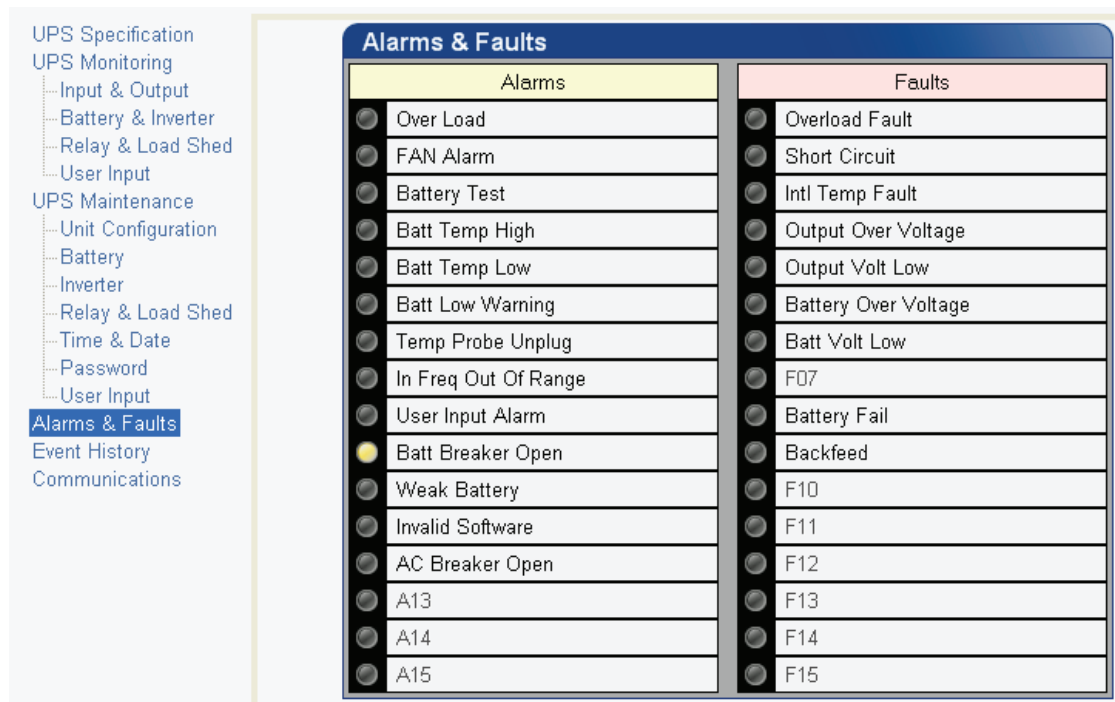 UPS Specification
UPS Monitoring
Input & Output
Battery & Inverter
Relay & Load Shed
User Input
UPS Maintenance
Unit Configuration
Battery
Inverter
Relay & Load Shed
Time & Date
Password
User Input
Alarms & Faults
Event History
Communications
Alarms & Faults
Alarms
Over Load
FAN Alarm
Battery Test
Batt Temp High
Batt Temp Low
Batt Low Warning
Temp Probe Unplug
In Freq Out Of Range
User Input Alarm
Batt Breaker Open
Weak Battery
Invalid Software
AC Breaker Open
A13
A14
A15
Faults
Overload Fault
Short Circuit
Intl Temp Fault
Output Over Voltage
Output Volt Low
Battery Over Voltage
Batt Volt Low
F07
Battery Fail
Backfeed
F10
F11
F12
F13
F14
F15